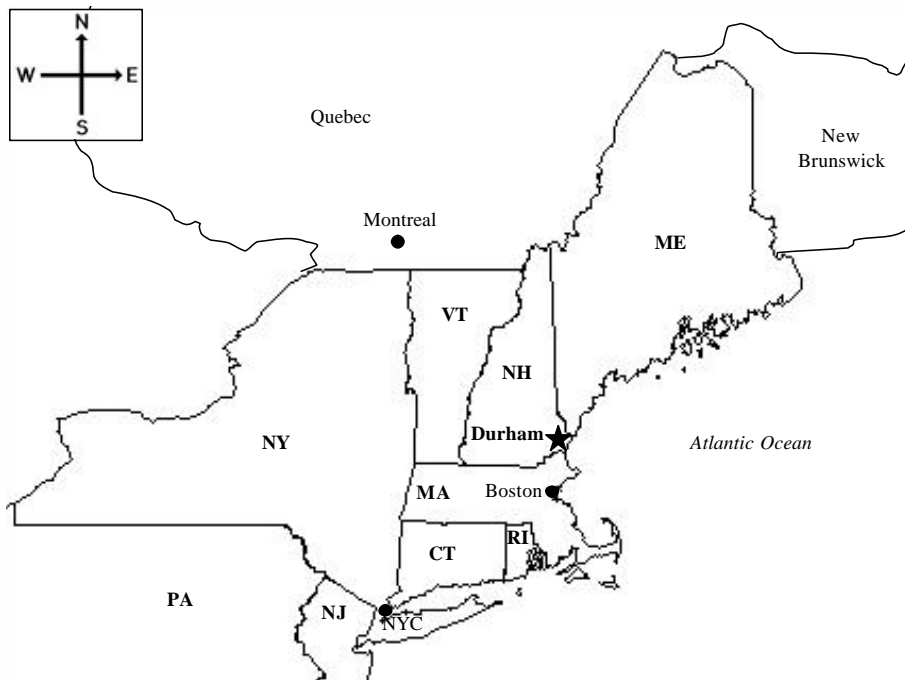 N
W E
S
Quebec
New
Brunswick
Montreal
ME
VT
NH
Durham
NY
Atlantic Ocean
MA
Boston
RI
CT
PA
NJ
NYC